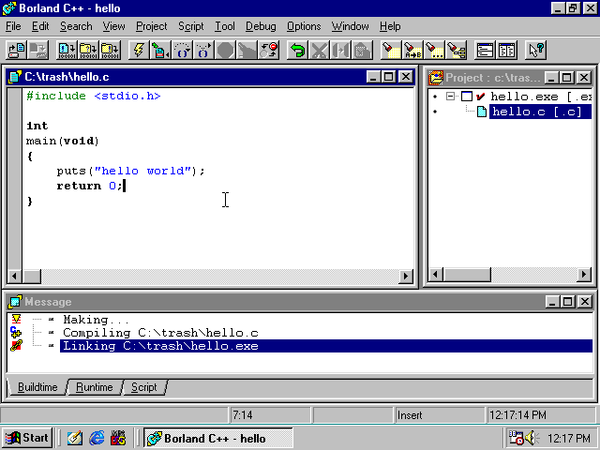 Borland C++ - hello
File Edit Search View Project Script Tool Debug Options Window Help
C:\trash\hello.c
#include <stdio.h>
int
main(void)
{
puts("hello world");
return 0;
}
Project : c:\tras...
hello.exe [.ex
hello.c [.c]
Message
Making...
Compiling C:\trash\hello.c
Linking C:\trash\hello.exe
Buildtime Runtime Script
7:14 Insert 12:17:14 PM
Start Borland C++ - hello 12:17 PM